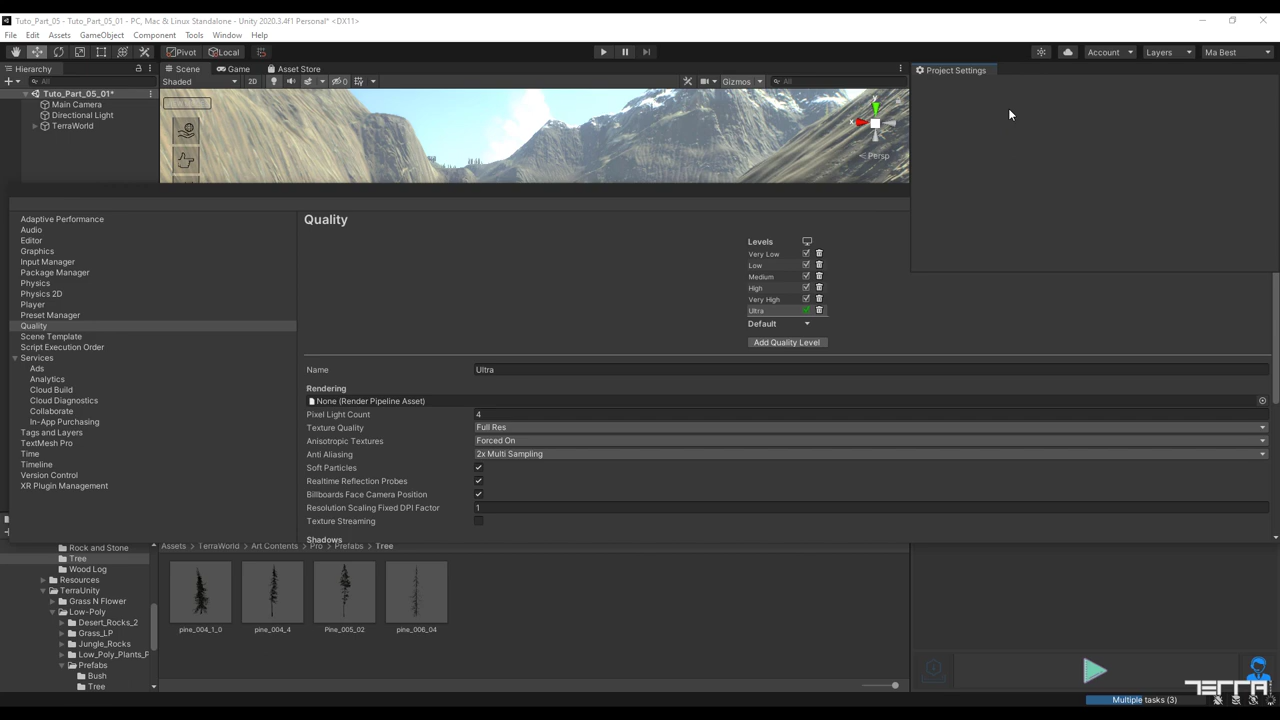 Tuto_Part_05 - Tuto_Part_05_01 - PC, Mac & Linux Standalone - Unity 2020.3.4f1 Personal* <DX11>
File Edit Assets GameObject Component Tools Window Help
Pivot Local Account Layers Ma Best
Hierarchy Scene Game Asset Store Project Settings
All Shaded 2D 0 Gizmos All
Tuto_Part_05_01*
Main Camera
Directional Light
TerraWorld
y
x
Persp
Adaptive Performance
Audio
Editor
Graphics
Input Manager
Package Manager
Physics
Physics 2D
Player
Preset Manager
Quality
Scene Template
Script Execution Order
Services
Ads
Analytics
Cloud Build
Cloud Diagnostics
Collaborate
In-App Purchasing
Tags and Layers
TextMesh Pro
Time
Timeline
Version Control
XR Plugin Management
Quality
Levels
Very Low
Low
Medium
High
Very High
Ultra
Default
Add Quality Level
Name Ultra
Rendering
None (Render Pipeline Asset)
Pixel Light Count 4
Texture Quality Full Res
Anisotropic Textures Forced On
Anti Aliasing 2x Multi Sampling
Soft Particles
Realtime Reflection Probes
Billboards Face Camera Position
Resolution Scaling Fixed DPI Factor 1
Texture Streaming
Shadows
Rock and Stone
Tree
Wood Log
Resources
TerraUnity
Grass N Flower
Low-Poly
Desert_Rocks_2
Grass_LP
Jungle_Rocks
Low_Poly_Plants_P
Prefabs
Bush
Tree
Assets > TerraWorld > Art Contents > Pro > Prefabs > Tree
pine_004_1_0 pine_004_4 Pine_005_02 pine_006_04
TERRA
Multiple tasks (3)